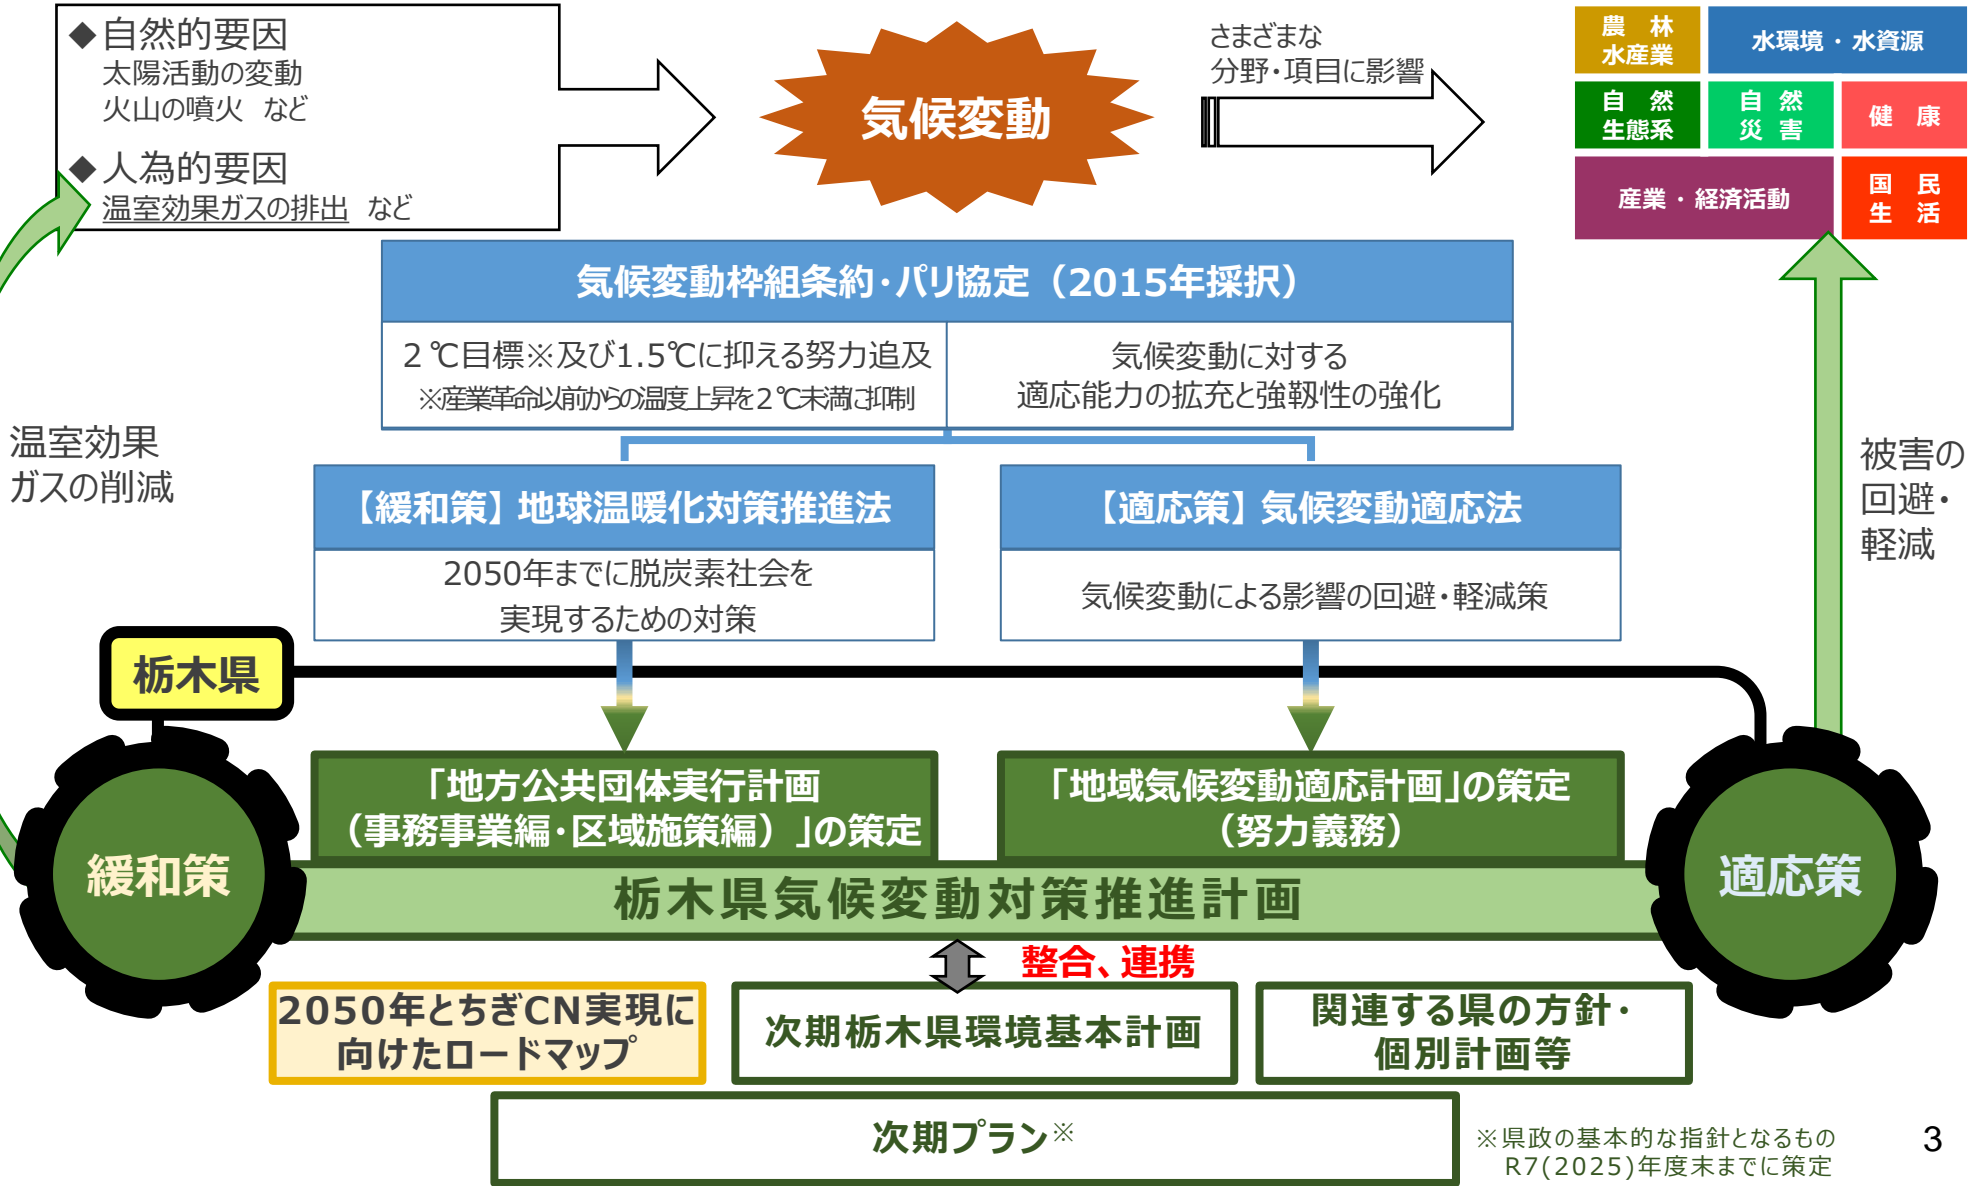 ◆自然的要因
太陽活動の変動
火山の噴火 など
◆人為的要因
温室効果ガスの排出 など
気候変動
さまざまな
分野・項目に影響
農 林
水産業
水環境・水資源
自 然
生態系
自 然
災 害
健 康
産業・経済活動
国 民
生 活
気候変動枠組条約・パリ協定（2015年採択）
２℃目標※及び1.5℃に抑える努力追及
※産業革命以前からの温度上昇を２℃未満に抑制
気候変動に対する
適応能力の拡充と強靱性の強化
温室効果
ガスの削減
被害の
回避・
軽減
【緩和策】地球温暖化対策推進法
2050年までに脱炭素社会を
実現するための対策
【適応策】気候変動適応法
気候変動による影響の回避・軽減策
栃木県
「地方公共団体実行計画
（事務事業編・区域施策編）」の策定
「地域気候変動適応計画」の策定
（努力義務）
緩和策
適応策
栃木県気候変動対策推進計画
整合、連携
2050年とちぎCN実現に
向けたロードマップ
次期栃木県環境基本計画
関連する県の方針・
個別計画等
次期プラン※
※県政の基本的な指針となるもの
R7(2025)年度末までに策定
3